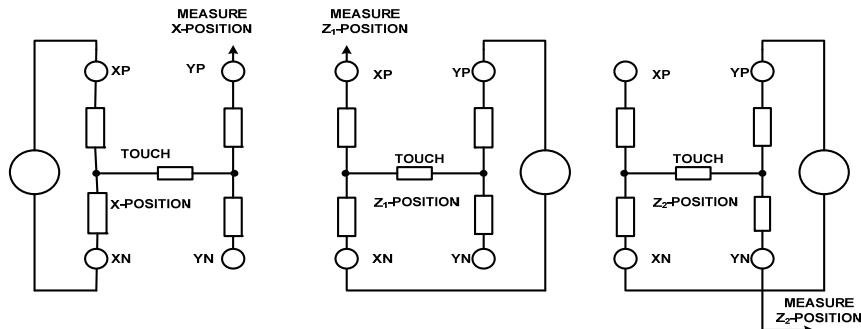 MEASURE
X-POSITION
MEASURE
Z₁-POSITION
XP
YP
XP
YP
XP
YP
TOUCH
TOUCH
TOUCH
X-POSITION
Z₁-POSITION
Z₂-POSITION
XN
YN
XN
YN
XN
YN
MEASURE
Z₂-POSITION